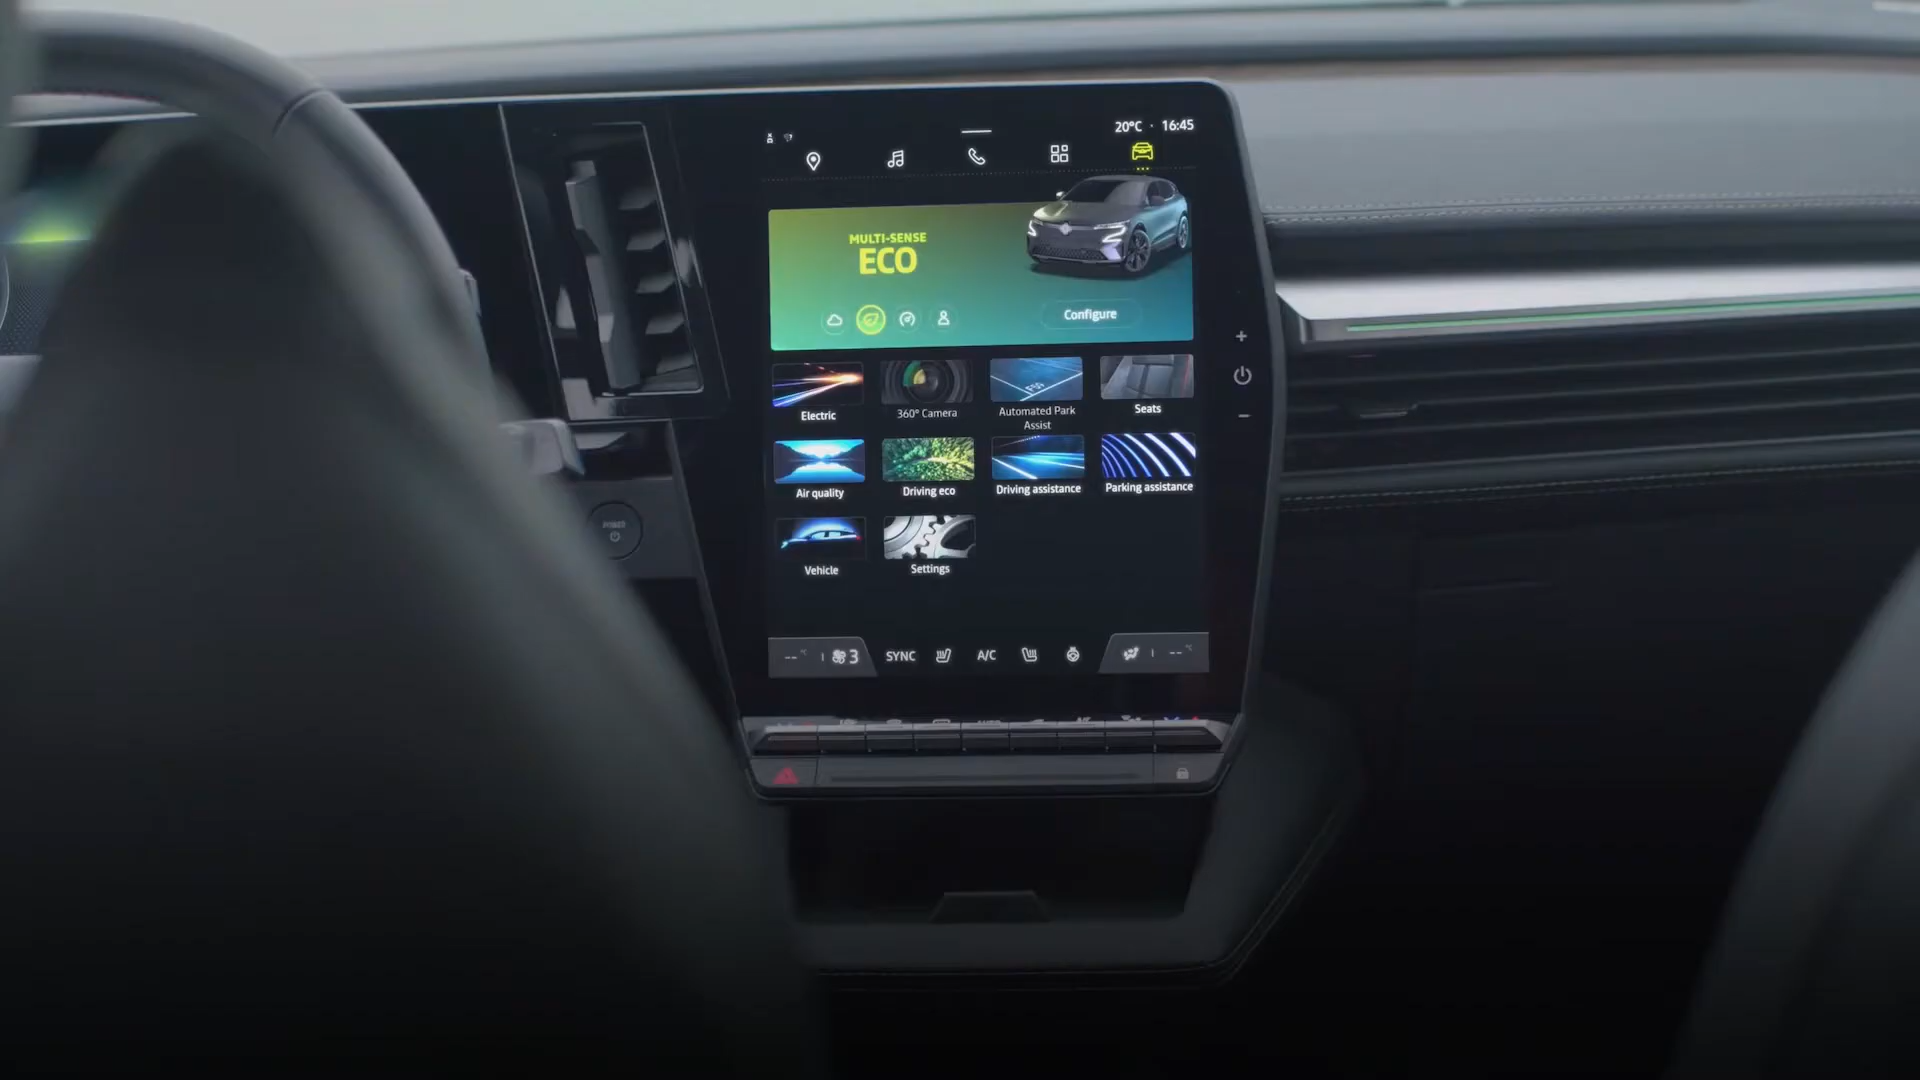 20°C · 16:45
MULTI-SENSE
ECO
Configure
Electric
360° Camera
Automated Park
Assist
Seats
Air quality
Driving eco
Driving assistance
Parking assistance
Vehicle
Settings
POWER
-- °C
3
SYNC
A/C
-- °C